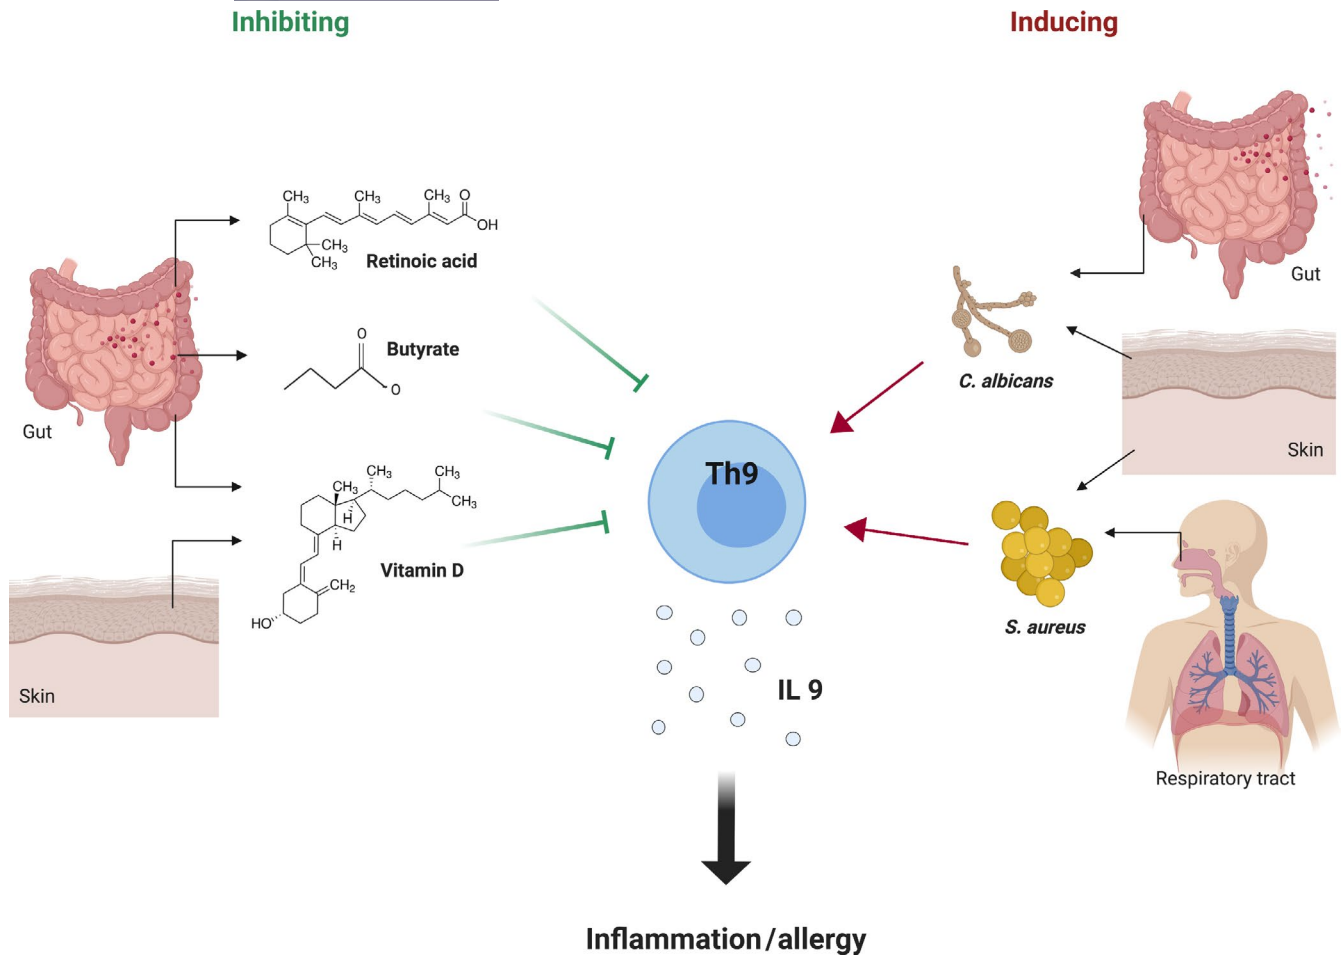 Inhibiting
Inducing
CH3
CH3
CH3
O
OH
CH3
CH3
Retinoic acid
Gut
O
Butyrate
O
Gut
C. albicans
Skin
CH3
CH3
CH3
CH3
H
H
Vitamin D
CH2
HO
Th9
S. aureus
Skin
IL 9
Respiratory tract
Inflammation/allergy